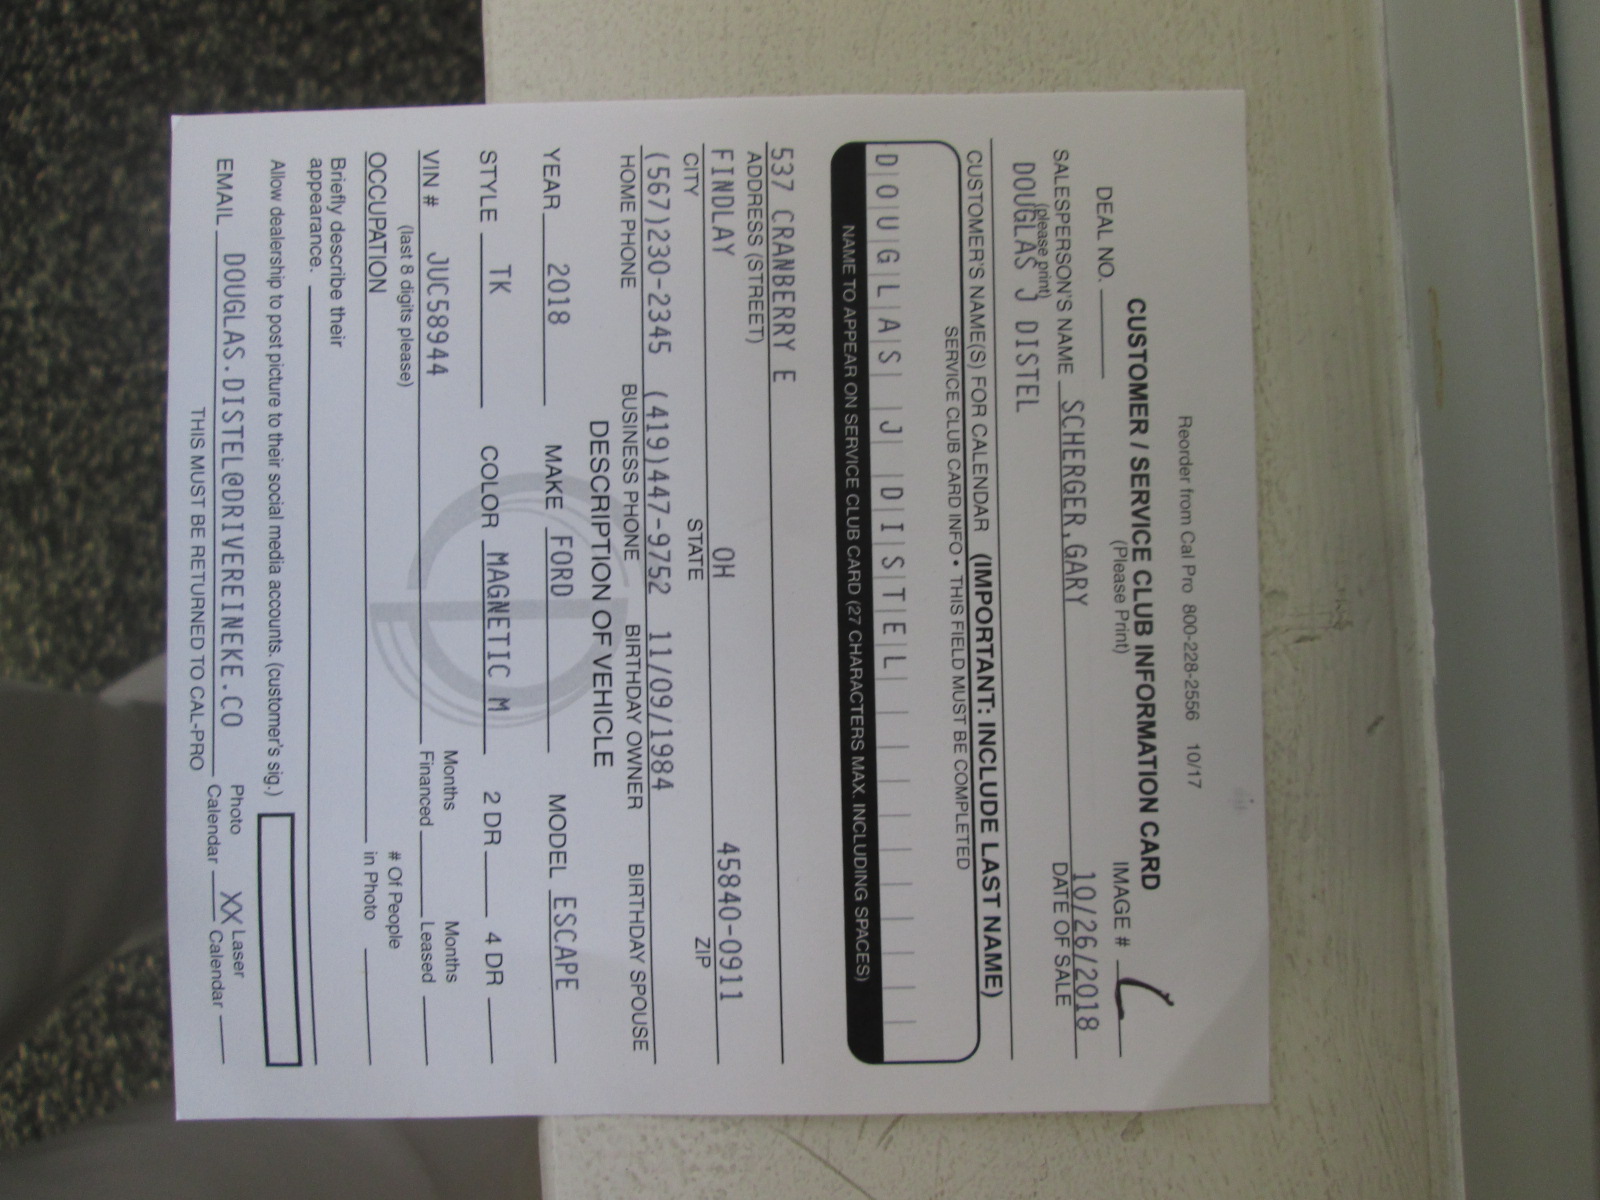 Reorder from Cal Pro 800-228-2556 10/17
CUSTOMER / SERVICE CLUB INFORMATION CARD
(Please Print)
DEAL NO. IMAGE #
SALESPERSON'S NAME SCHERGER,GARY 10/26/2018
(please print) DATE OF SALE
DOUGLAS J DISTEL
CUSTOMER'S NAME(S) FOR CALENDAR (IMPORTANT: INCLUDE LAST NAME)
SERVICE CLUB CARD INFO • THIS FIELD MUST BE COMPLETED
DOUGLAS J DISTEL
NAME TO APPEAR ON SERVICE CLUB CARD (27 CHARACTERS MAX. INCLUDING SPACES)
537 CRANBERRY E
ADDRESS (STREET)
FINDLAY OH 45840-0911
CITY STATE ZIP
(567)230-2345 (419)447-9752 11/09/1984
HOME PHONE BUSINESS PHONE BIRTHDAY OWNER BIRTHDAY SPOUSE
DESCRIPTION OF VEHICLE
YEAR 2018 MAKE FORD MODEL ESCAPE
STYLE TK COLOR MAGNETIC M 2 DR 4 DR
VIN # JUC58944 Months Financed Months Leased
(last 8 digits please)
OCCUPATION # Of People in Photo
Briefly describe their
appearance.
Allow dealership to post picture to their social media accounts. (customer's sig.)
EMAIL DOUGLAS.DISTEL@DRIVEREINEKE.CO Photo Calendar XX Laser Calendar
THIS MUST BE RETURNED TO CAL-PRO